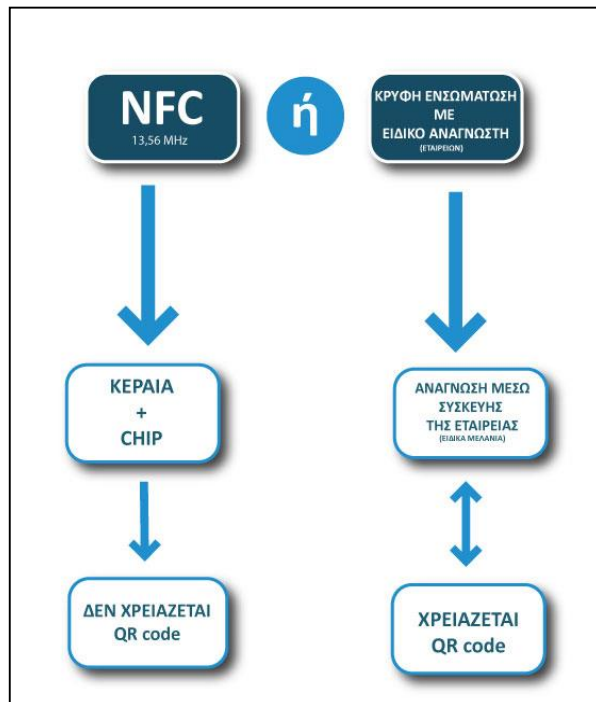 NFC
13,56 MHz
ή
ΚΡΥΦΗ ΕΝΣΩΜΑΤΩΣΗ
ΜΕ
ΕΙΔΙΚΟ ΑΝΑΓΝΩΣΤΗ
(ΕΤΑΙΡΕΙΩΝ)
ΚΕΡΑΙΑ
+
CHIP
ΑΝΑΓΝΩΣΗ ΜΕΣΩ
ΣΥΣΚΕΥΗΣ
ΤΗΣ ΕΤΑΙΡΕΙΑΣ
(ΕΙΔΙΚΑ ΜΕΛΑΝΙΑ)
ΔΕΝ ΧΡΕΙΑΖΕΤΑΙ
QR code
ΧΡΕΙΑΖΕΤΑΙ
QR code